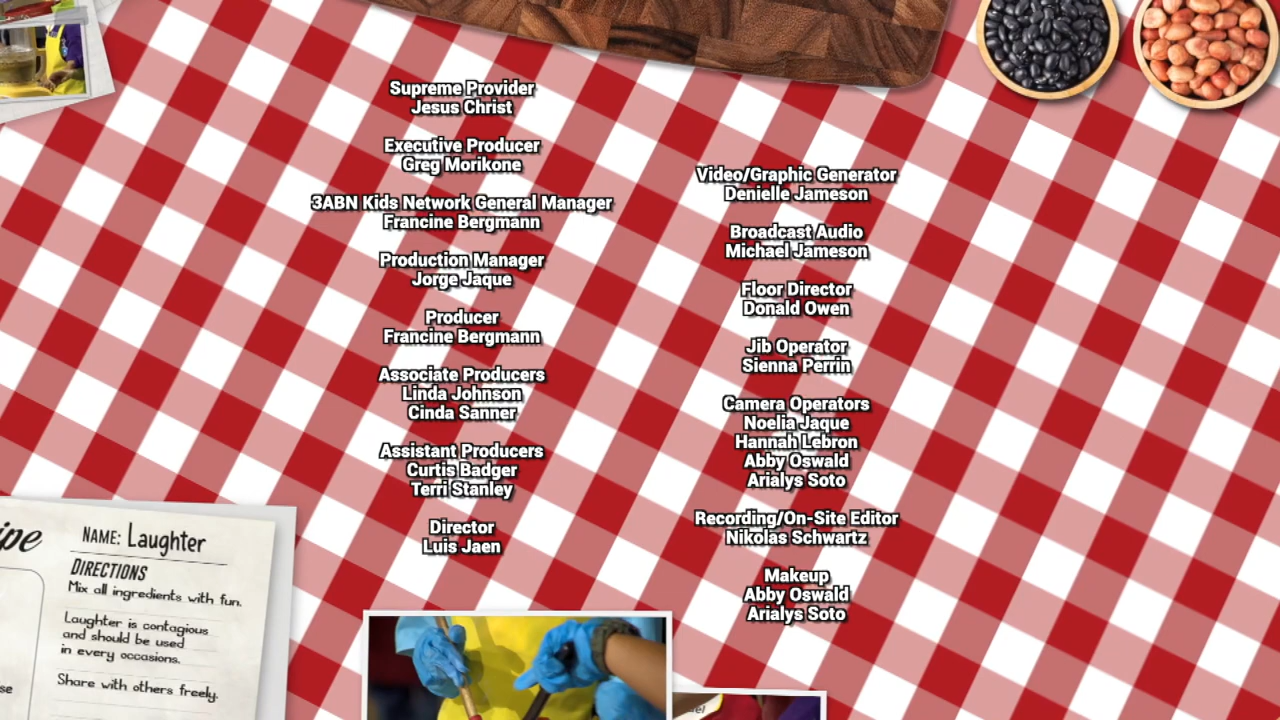 Supreme Provider
Jesus Christ
Executive Producer
Greg Morikone
3ABN Kids Network General Manager
Francine Bergmann
Production Manager
Jorge Jaque
Producer
Francine Bergmann
Associate Producers
Linda Johnson
Cinda Sanner
Assistant Producers
Curtis Badger
Terri Stanley
Director
Luis Jaen
Video/Graphic Generator
Denielle Jameson
Broadcast Audio
Michael Jameson
Floor Director
Donald Owen
Jib Operator
Sienna Perrin
Camera Operators
Noelia Jaque
Hannah Lebron
Abby Oswald
Arialys Soto
Recording/On-Site Editor
Nikolas Schwartz
Makeup
Abby Oswald
Arialys Soto
NAME: Laughter
DIRECTIONS
Mix all ingredients with fun.
Laughter is contagious
and should be used
in every occasions.
Share with others freely.